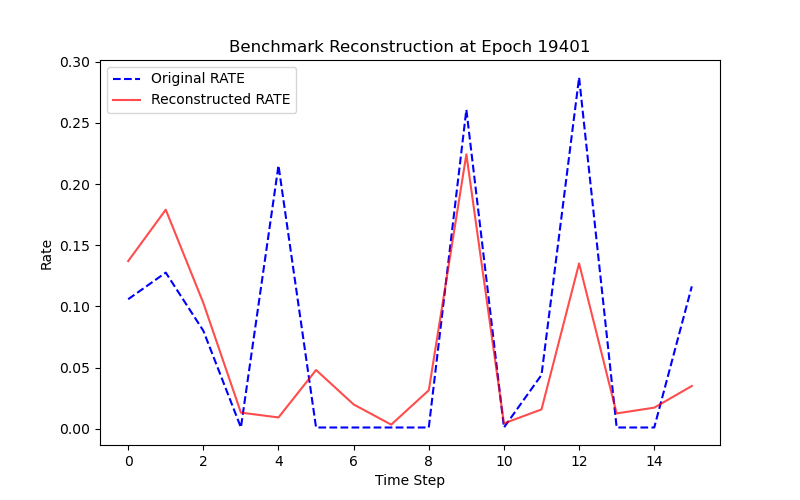 Benchmark Reconstruction at Epoch 19401
Original RATE
Reconstructed RATE
0.30
0.25
0.20
0.15
0.10
0.05
0.00
Rate
0 2 4 6 8 10 12 14
Time Step